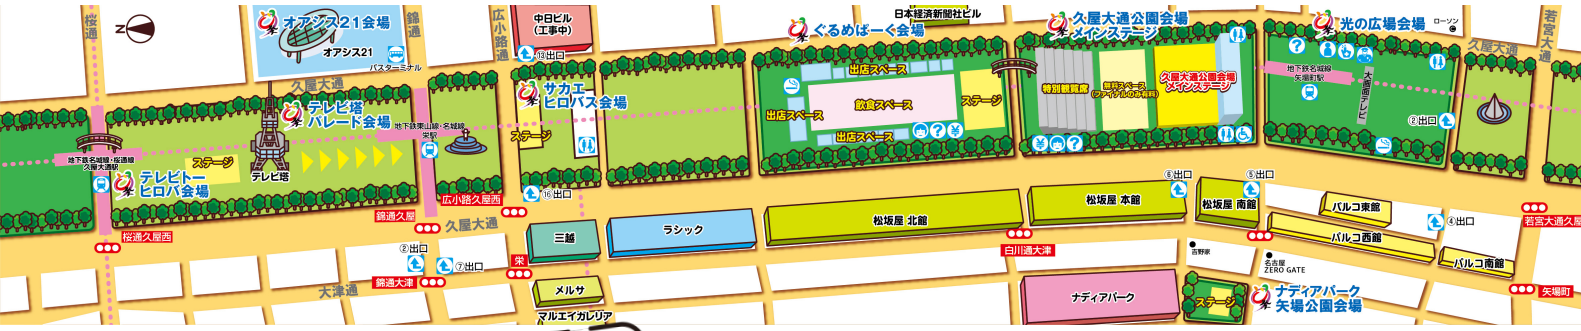 桜通
N
オアシス21会場
オアシス21
バスターミナル
久屋大通
錦通
広小路通
中日ビル
(工事中)
⑬出口
日本経済新聞社ビル
ぐるめぱーく会場
久屋大通公園会場
メインステージ
光の広場会場
ローソン
久屋大通
若宮大通
テレビ塔
パレード会場
サカエ
ヒロバス会場
出店スペース
飲食スペース
出店スペース
出店スペース
ステージ
特別観覧席
無料スペース
(ファイナルのみ有料)
久屋大通公園会場
メインステージ
地下鉄名城線
矢場町駅
大画面テレビ
②出口
地下鉄名城線・桜通線
久屋大通駅
ステージ
テレビ塔
地下鉄東山線・名城線
栄駅
ステージ
テレビトー
ヒロバ会場
⑯出口
広小路久屋西
錦通久屋
久屋大通
桜通久屋西
②出口
⑦出口
錦通大津
大津通
栄
三越
ラシック
松坂屋 北館
松坂屋 本館
⑥出口
松坂屋 南館
⑤出口
パルコ東館
パルコ西館
パルコ南館
④出口
若宮大通久屋
白川通大津
吉野家
名古屋
ZERO GATE
メルサ
マルエイガレリア
ナディアパーク
ステージ
ナディアパーク
矢場公園会場
矢場町